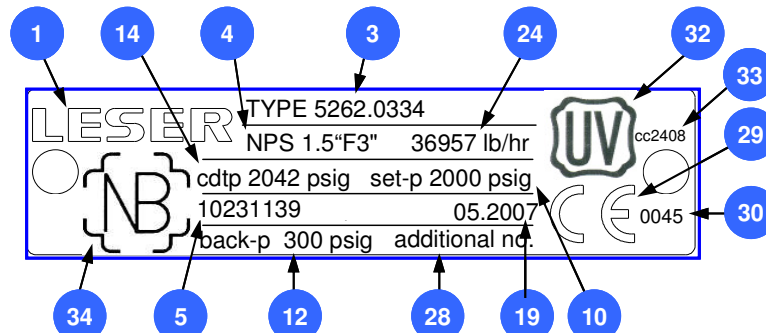 1 14 4 3 24 32
33
LESER TYPE 5262.0334
NPS 1.5“F3" 36957 lb/hr UV cc2408
29
NB cdtp 2042 psig set-p 2000 psig
10231139 05.2007 CE 0045 30
back-p 300 psig additional no.
34 5 12 28 19 10